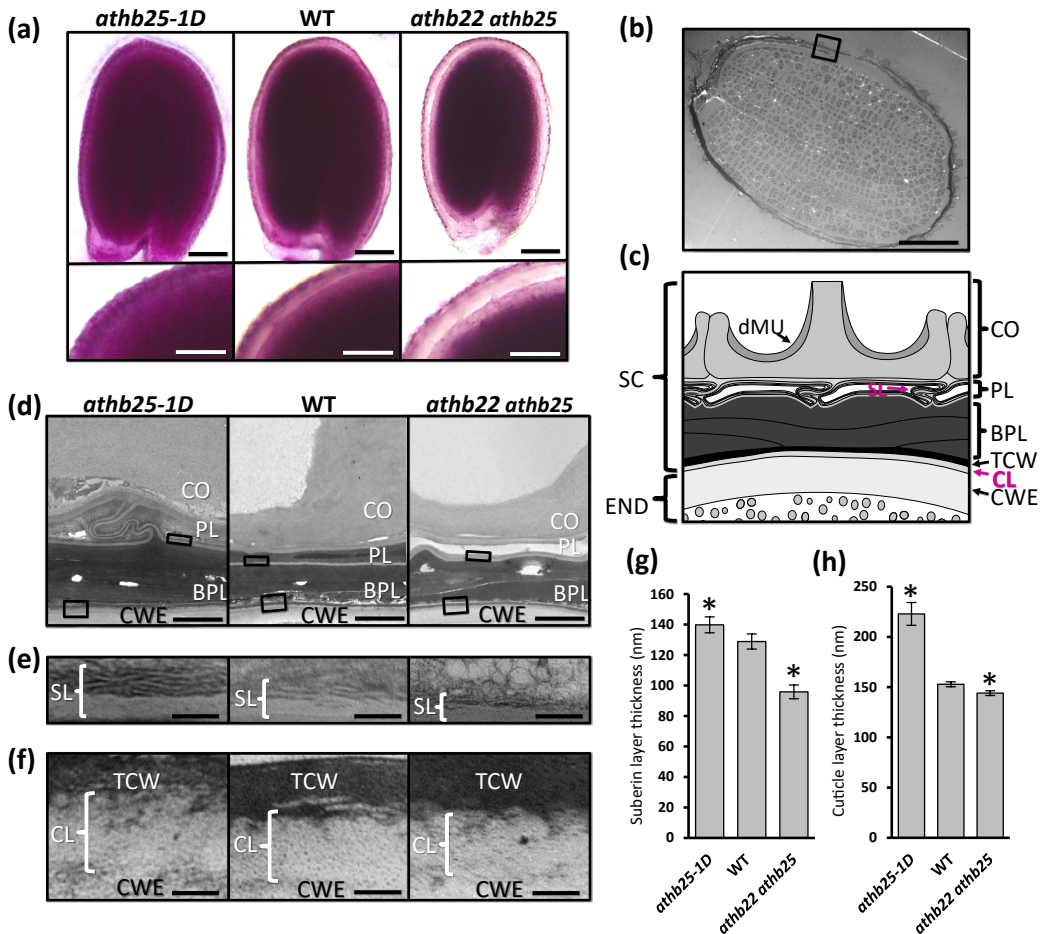 (a)
athb25-1D WT athb22 athb25
(b)
(c)
SC
dMU
CO
SL
PL
BPL
TCW
CL
CWE
END
(d)
athb25-1D WT athb22 athb25
CO CO CO
PL PL PL
BPL BPL BPL
CWE CWE CWE
(e)
SL SL SL
(f)
TCW TCW TCW
CL CL CL
CWE CWE CWE
(g)
Suberin layer thickness (nm)
160
140
120
100
80
60
40
20
0
* *
athb25-1D WT athb22 athb25
(h)
Cuticle layer thickness (nm)
250
200
150
100
50
0
* *
athb25-1D WT athb22 athb25